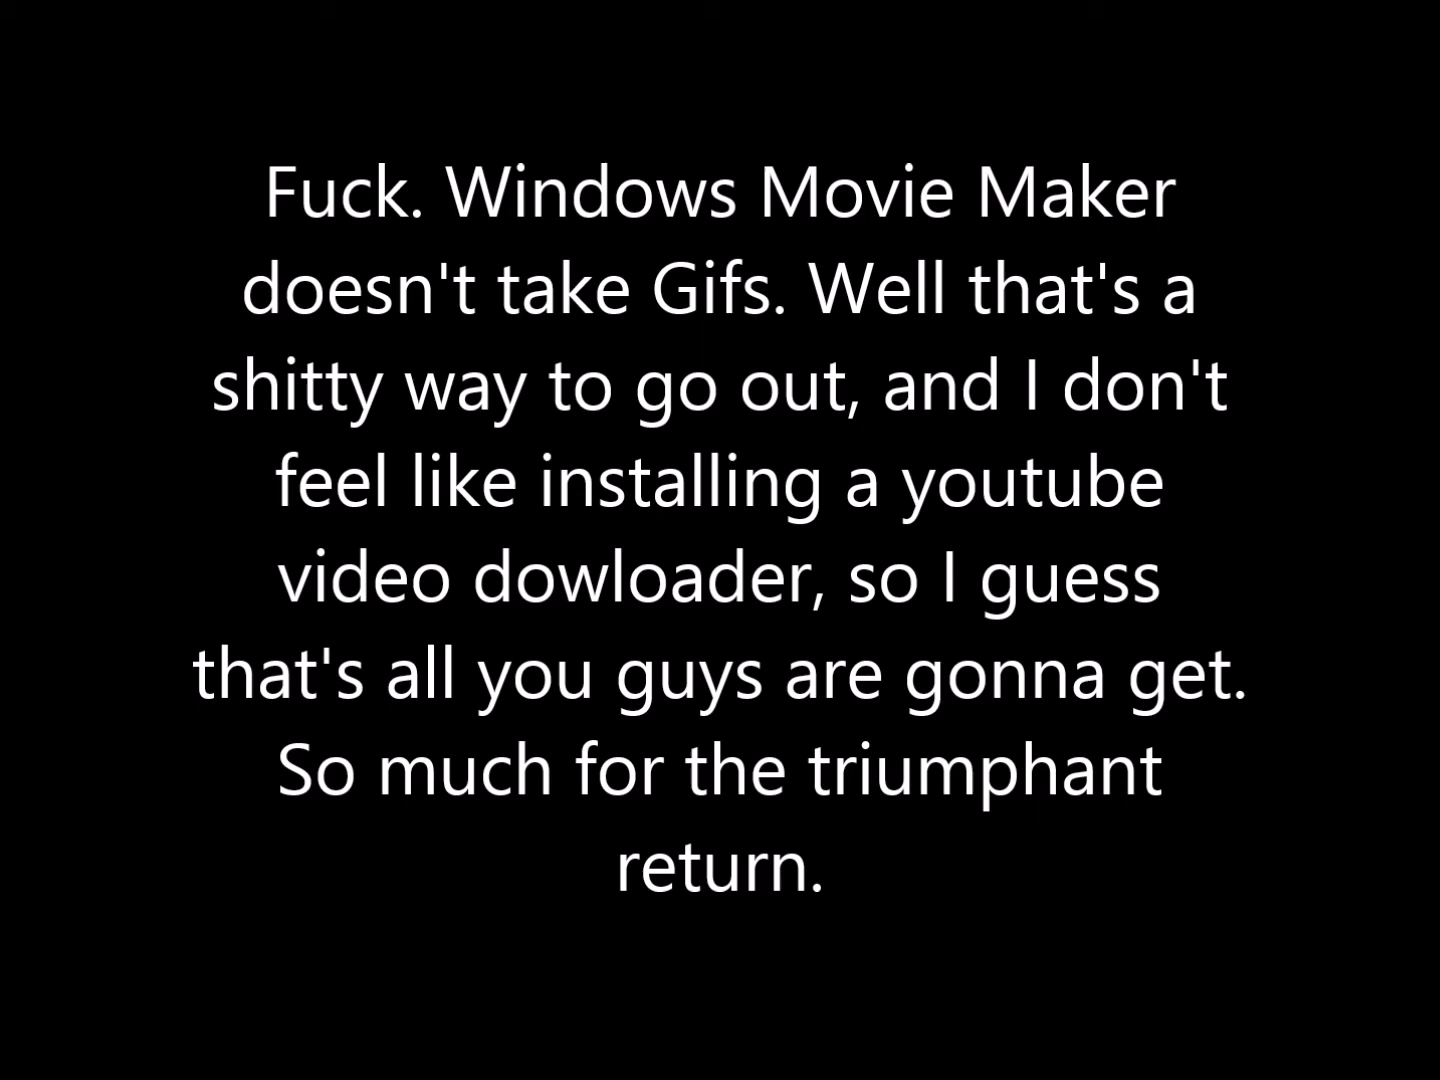 Fuck. Windows Movie Maker
doesn't take Gifs. Well that's a
shitty way to go out, and I don't
feel like installing a youtube
video dowloader, so I guess
that's all you guys are gonna get.
So much for the triumphant
return.